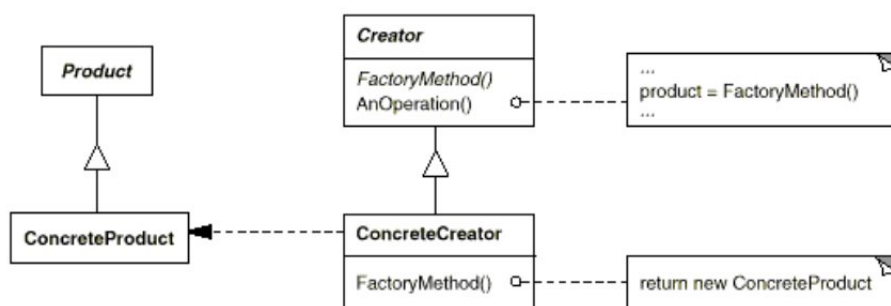 Product
ConcreteProduct
Creator
FactoryMethod()
AnOperation()
...
product = FactoryMethod()
...
ConcreteCreator
FactoryMethod()
return new ConcreteProduct